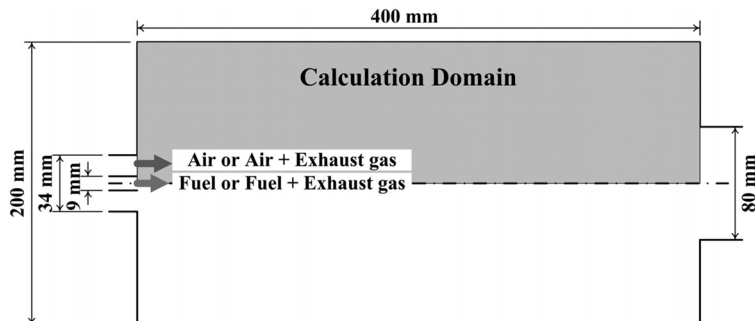 400 mm
Calculation Domain
Air or Air + Exhaust gas
Fuel or Fuel + Exhaust gas
200 mm
34 mm
9 mm
80 mm